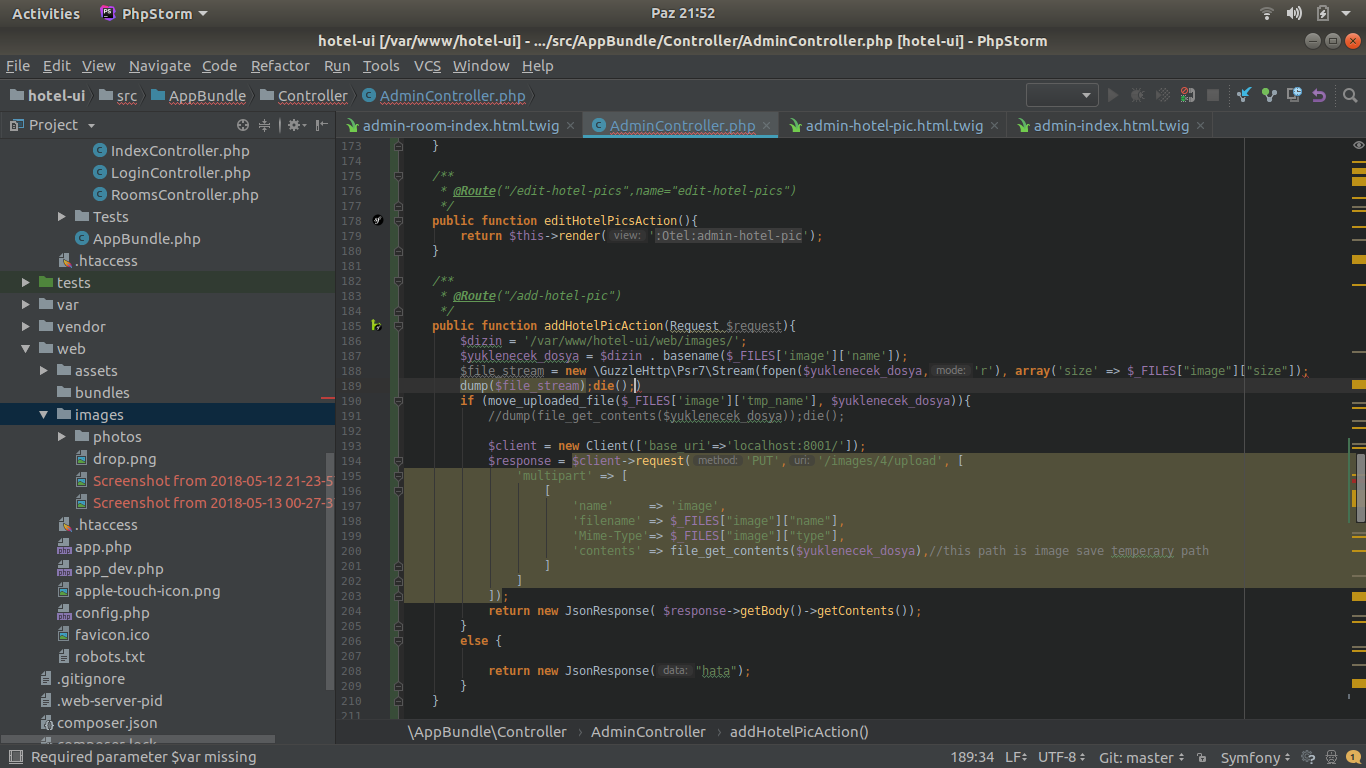 Activities PhpStorm Paz 21:52
hotel-ui [/var/www/hotel-ui] - .../src/AppBundle/Controller/AdminController.php [hotel-ui] - PhpStorm
File Edit View Navigate Code Refactor Run Tools VCS Window Help
hotel-ui src AppBundle Controller AdminController.php
Project
admin-room-index.html.twig AdminController.php admin-hotel-pic.html.twig admin-index.html.twig
IndexController.php
LoginController.php
RoomsController.php
Tests
AppBundle.php
.htaccess
tests
var
vendor
web
assets
bundles
images
photos
drop.png
Screenshot from 2018-05-12 21-23-5
Screenshot from 2018-05-13 00-27-3
.htaccess
app.php
app_dev.php
apple-touch-icon.png
config.php
favicon.ico
robots.txt
.gitignore
.web-server-pid
composer.json
composer.lock
173 }
174
175 /**
176 * @Route("/edit-hotel-pics",name="edit-hotel-pics")
177 */
178 public function editHotelPicsAction(){
179 return $this->render( view: ':Otel:admin-hotel-pic');
180 }
181
182 /**
183 * @Route("/add-hotel-pic")
184 */
185 public function addHotelPicAction(Request $request){
186 $dizin = '/var/www/hotel-ui/web/images/';
187 $yuklenecek_dosya = $dizin . basename($_FILES['image']['name']);
188 $file_stream = new \GuzzleHttp\Psr7\Stream(fopen($yuklenecek_dosya, mode: 'r'), array('size' => $_FILES["image"]["size"]);
189 dump($file_stream);die();)
190 if (move_uploaded_file($_FILES['image']['tmp_name'], $yuklenecek_dosya)){
191 //dump(file_get_contents($yuklenecek_dosya));die();
192
193 $client = new Client(['base_uri'=>'localhost:8001/']);
194 $response = $client->request( method: 'PUT', uri: '/images/4/upload', [
195 'multipart' => [
196 [
197 'name' => 'image',
198 'filename' => $_FILES["image"]["name"],
199 'Mime-Type'=> $_FILES["image"]["type"],
200 'contents' => file_get_contents($yuklenecek_dosya),//this path is image save temperary path
201 ]
202 ]
203 ]);
204 return new JsonResponse( $response->getBody()->getContents());
205 }
206 else {
207
208 return new JsonResponse( data: "hata");
209 }
210 }
211
\AppBundle\Controller AdminController addHotelPicAction()
Required parameter $var missing 189:34 LF UTF-8 Git: master Symfony 1